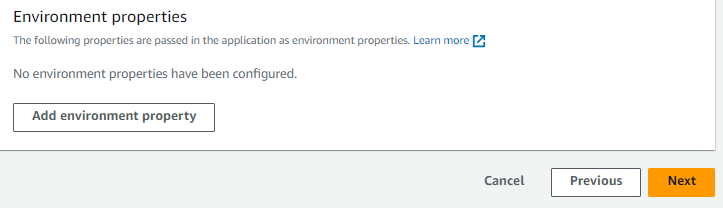 Environment properties
The following properties are passed in the application as environment properties. Learn more
No environment properties have been configured.
Add environment property
Cancel Previous Next